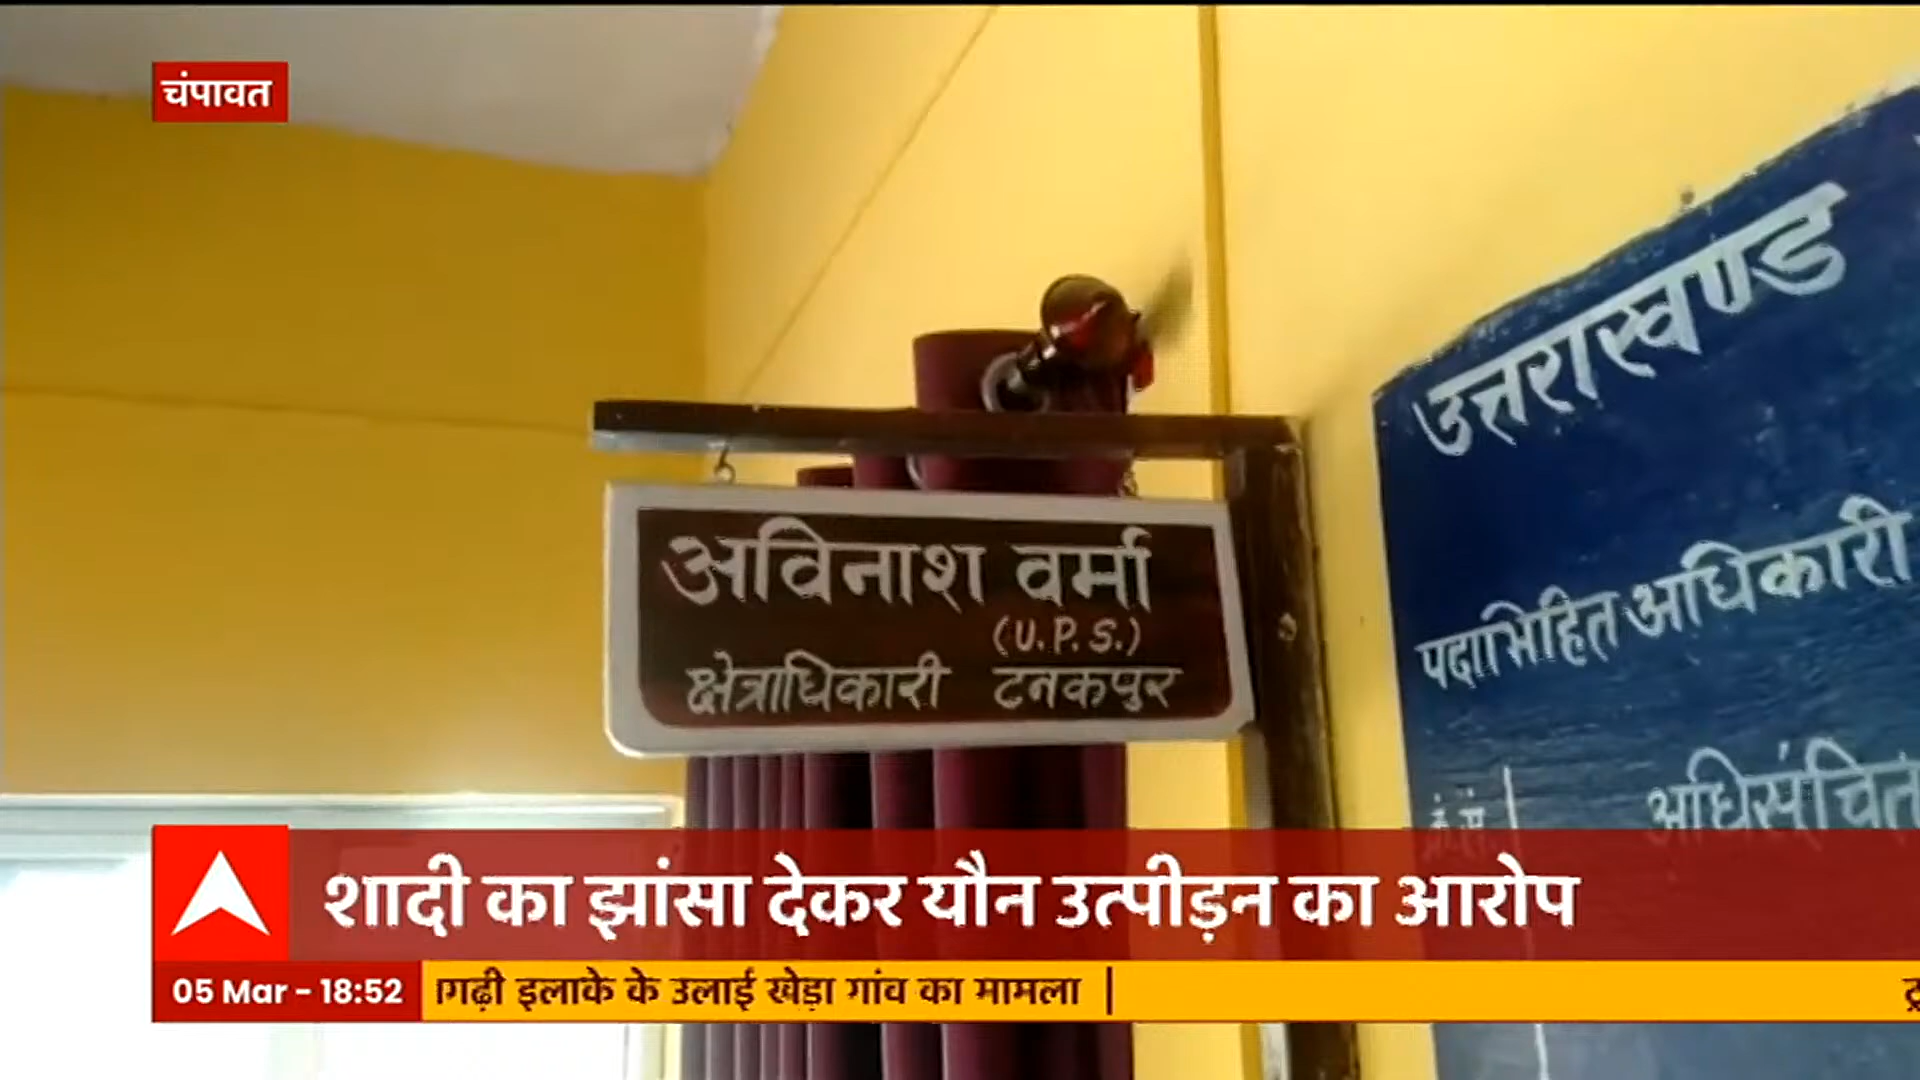 चंपावत
उत्तराखण्ड
अविनाश वर्मा
(U.P.S.)
क्षेत्राधिकारी टनकपुर
पदाभिहित अधिकारी
क्रं.सं.
अधिसूंचित
शादी का झांसा देकर यौन उत्पीड़न का आरोप
05 Mar - 18:52
गढ़ी इलाके के उलाई खेड़ा गांव का मामला |